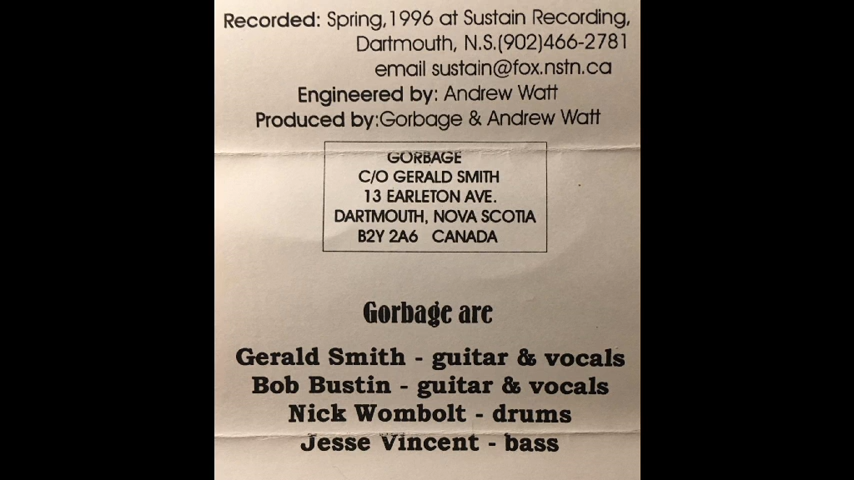 Recorded: Spring,1996 at Sustain Recording,
Dartmouth, N.S.(902)466-2781
email sustain@fox.nstn.ca
Engineered by: Andrew Watt
Produced by:Gorbage & Andrew Watt
GORBAGE
C/O GERALD SMITH
13 EARLETON AVE.
DARTMOUTH, NOVA SCOTIA
B2Y 2A6 CANADA
Gorbage are
Gerald Smith - guitar & vocals
Bob Bustin - guitar & vocals
Nick Wombolt - drums
Jesse Vincent - bass